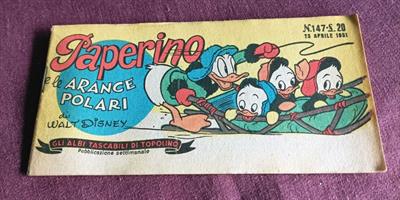 Paperino
e le ARANCE
POLARI
di
WALT DISNEY
N.147-£.20
15 APRILE 1951
GLI ALBI TASCABILI DI TOPOLINO
Pubblicazione settimanale